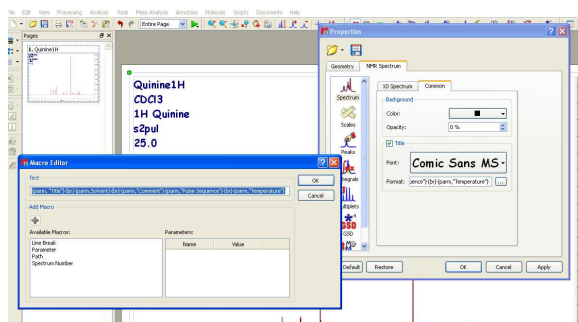 File Edit View Processing Analysis Tools Mass Analysis Annotate Molecule Scripts Documents Help
Entire Page
Pages
1. Quinine1H
Quinine1H
CDCl3
1H Quinine
s2pul
25.0
Properties
Geometry NMR Spectrum
Spectrum
Scales
Peaks
Integrals
Multiplets
GSD
1D Spectrum Common
Background
Color:
Opacity: 0 %
Title
Font: Comic Sans MS
Format: ence"}{br}{parm,"Temperature"} ...
Default Restore OK Cancel Apply
Macro Editor
Text
{parm, "Title"}{br}{parm,Solvent}{br}{parm,"Comment"}{parm,"Pulse Sequence"}{br}{parm,"Temperature"}
OK
Cancel
Add Macro
Available Macros: Parameters:
Line Break
Parameter
Path
Spectrum Number
Name Value